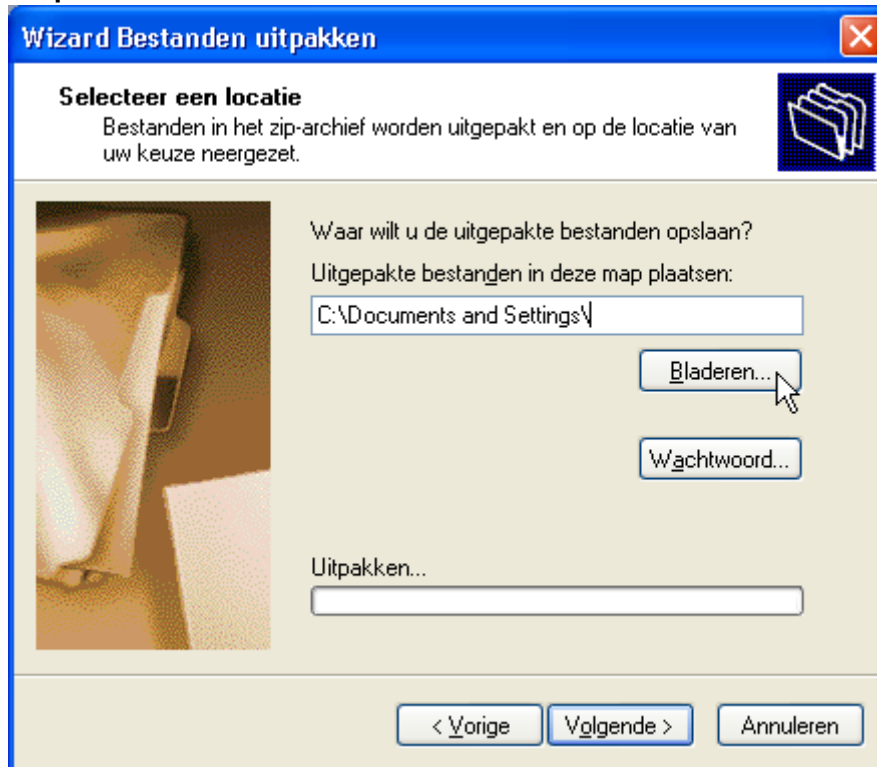 Wizard Bestanden uitpakken
Selecteer een locatie
Bestanden in het zip-archief worden uitgepakt en op de locatie van
uw keuze neergezet.
Waar wilt u de uitgepakte bestanden opslaan?
Uitgepakte bestanden in deze map plaatsen:
C:\Documents and Settings\
Bladeren...
Wachtwoord...
Uitpakken...
< Vorige
Volgende >
Annuleren